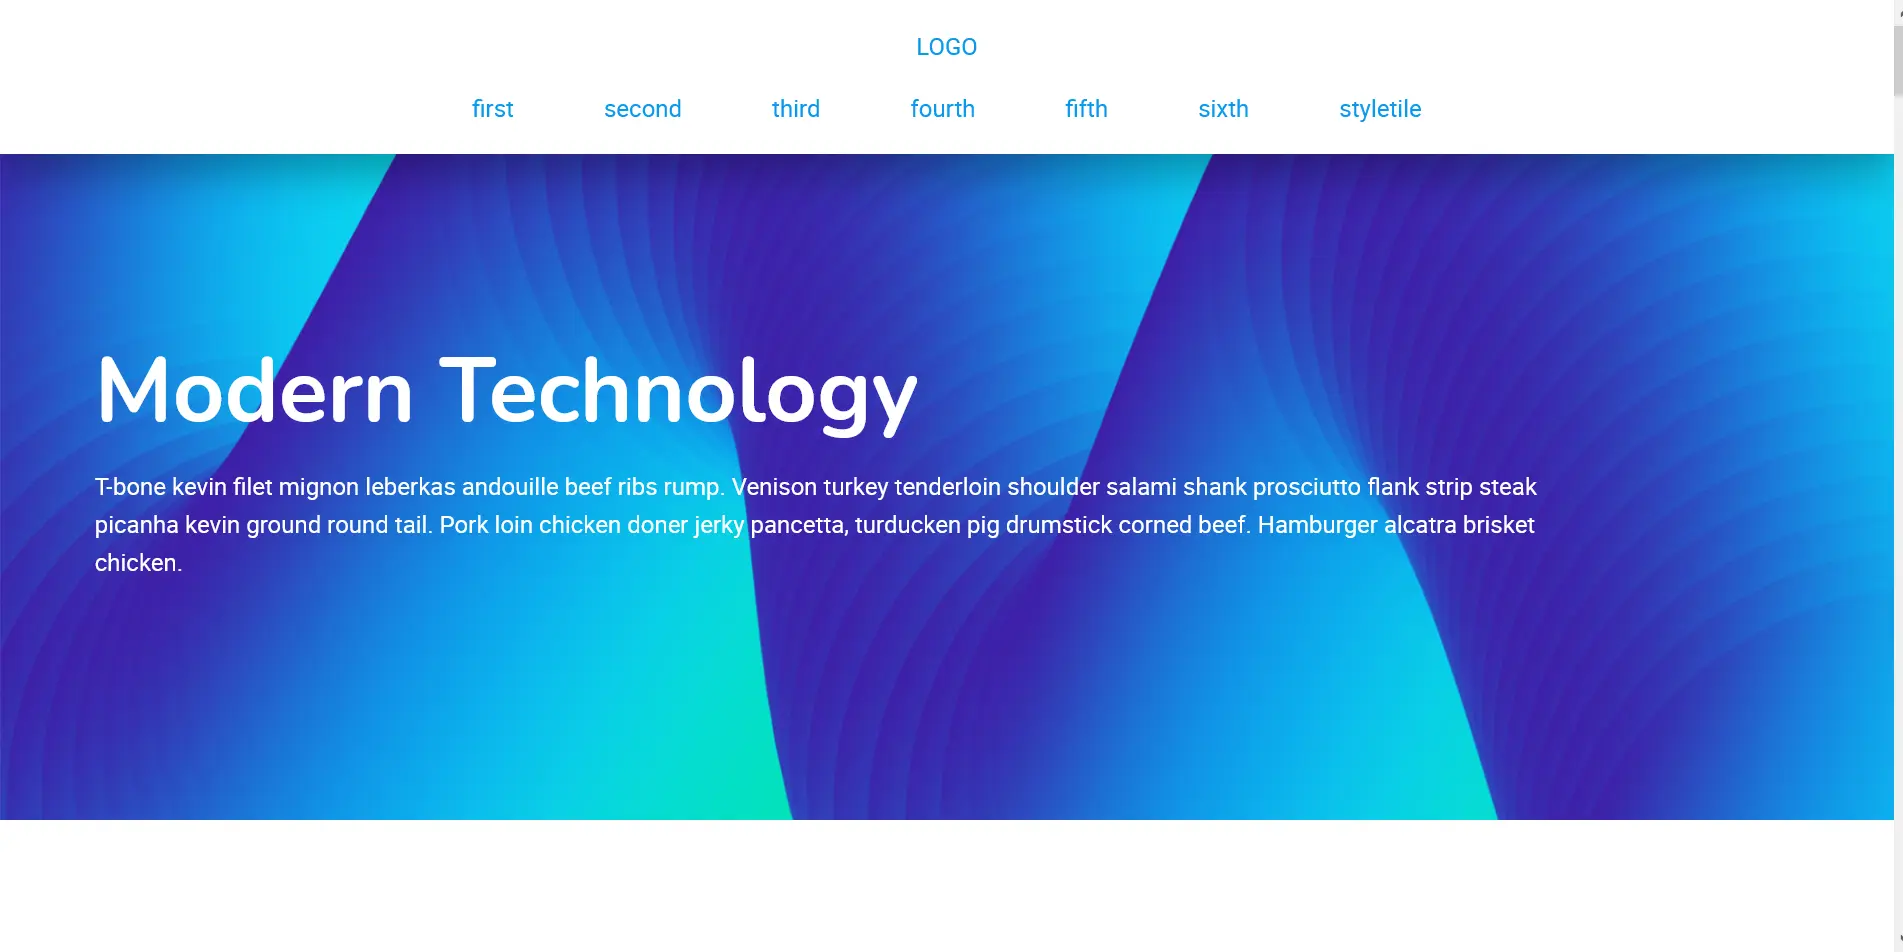 LOGO
first second third fourth fifth sixth styletile
Modern Technology
T-bone kevin filet mignon leberkas andouille beef ribs rump. Venison turkey tenderloin shoulder salami shank prosciutto flank strip steak
picanha kevin ground round tail. Pork loin chicken doner jerky pancetta, turducken pig drumstick corned beef. Hamburger alcatra brisket
chicken.